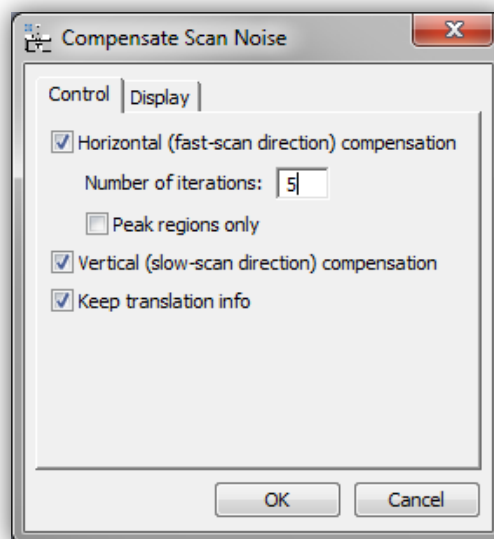 Compensate Scan Noise
Control Display
Horizontal (fast-scan direction) compensation
Number of iterations: 5
Peak regions only
Vertical (slow-scan direction) compensation
Keep translation info
OK Cancel